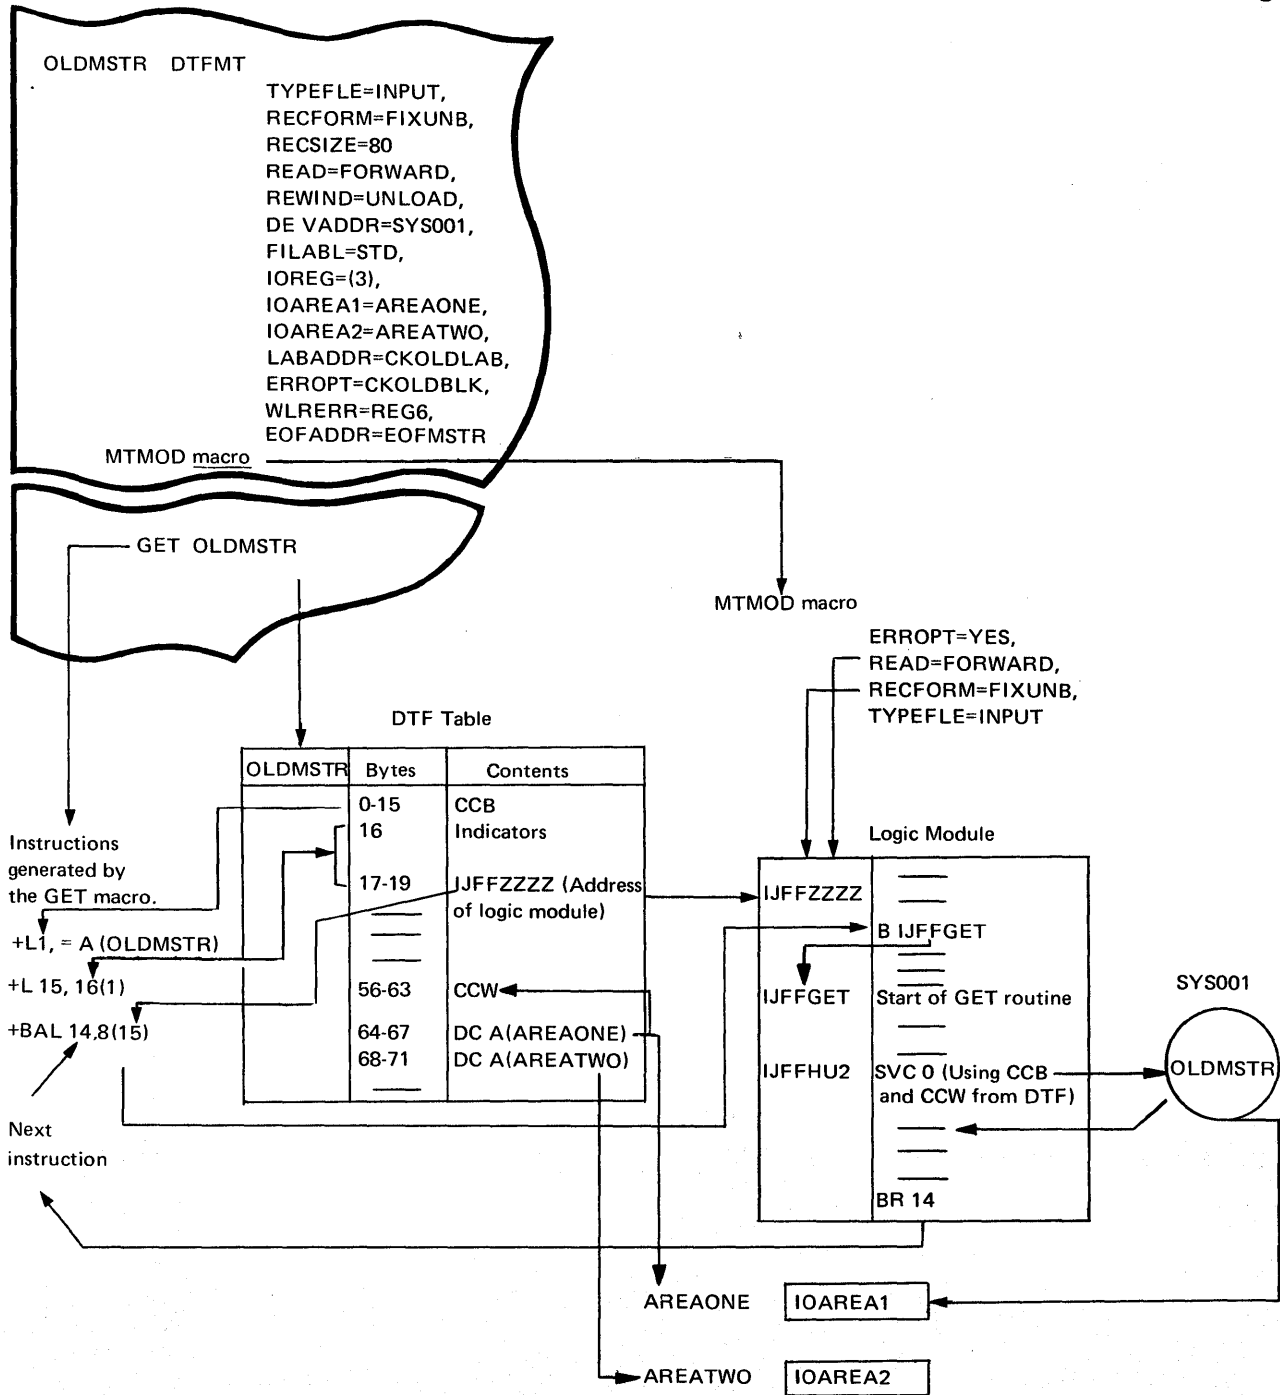 OLDMSTR DTFMT
TYPEFLE=INPUT,
RECFORM=FIXUNB,
RECSIZE=80
READ=FORWARD,
REWIND=UNLOAD,
DE VADDR=SYS001,
FILABL=STD,
IOREG=(3),
IOAREA1=AREAONE,
IOAREA2=AREATWO,
LABADDR=CKOLDLAB,
ERROPT=CKOLDBLK,
WLRERR=REG6,
EOFADDR=EOFMSTR
MTMOD macro
GET OLDMSTR
MTMOD macro
ERROPT=YES,
READ=FORWARD,
RECFORM=FIXUNB,
TYPEFLE=INPUT
DTF Table
OLDMSTR Bytes Contents
0-15 CCB
16 Indicators
17-19 IJFFZZZZ (Address
of logic module)
56-63 CCW
64-67 DC A(AREAONE)
68-71 DC A(AREATWO)
Instructions
generated by
the GET macro.
+L1, = A (OLDMSTR)
+L 15, 16(1)
+BAL 14,8(15)
Next
instruction
Logic Module
IJFFZZZZ
B IJFFGET
IJFFGET Start of GET routine
IJFFHU2 SVC 0 (Using CCB
and CCW from DTF)
BR 14
SYS001
OLDMSTR
AREAONE IOAREA1
AREATWO IOAREA2